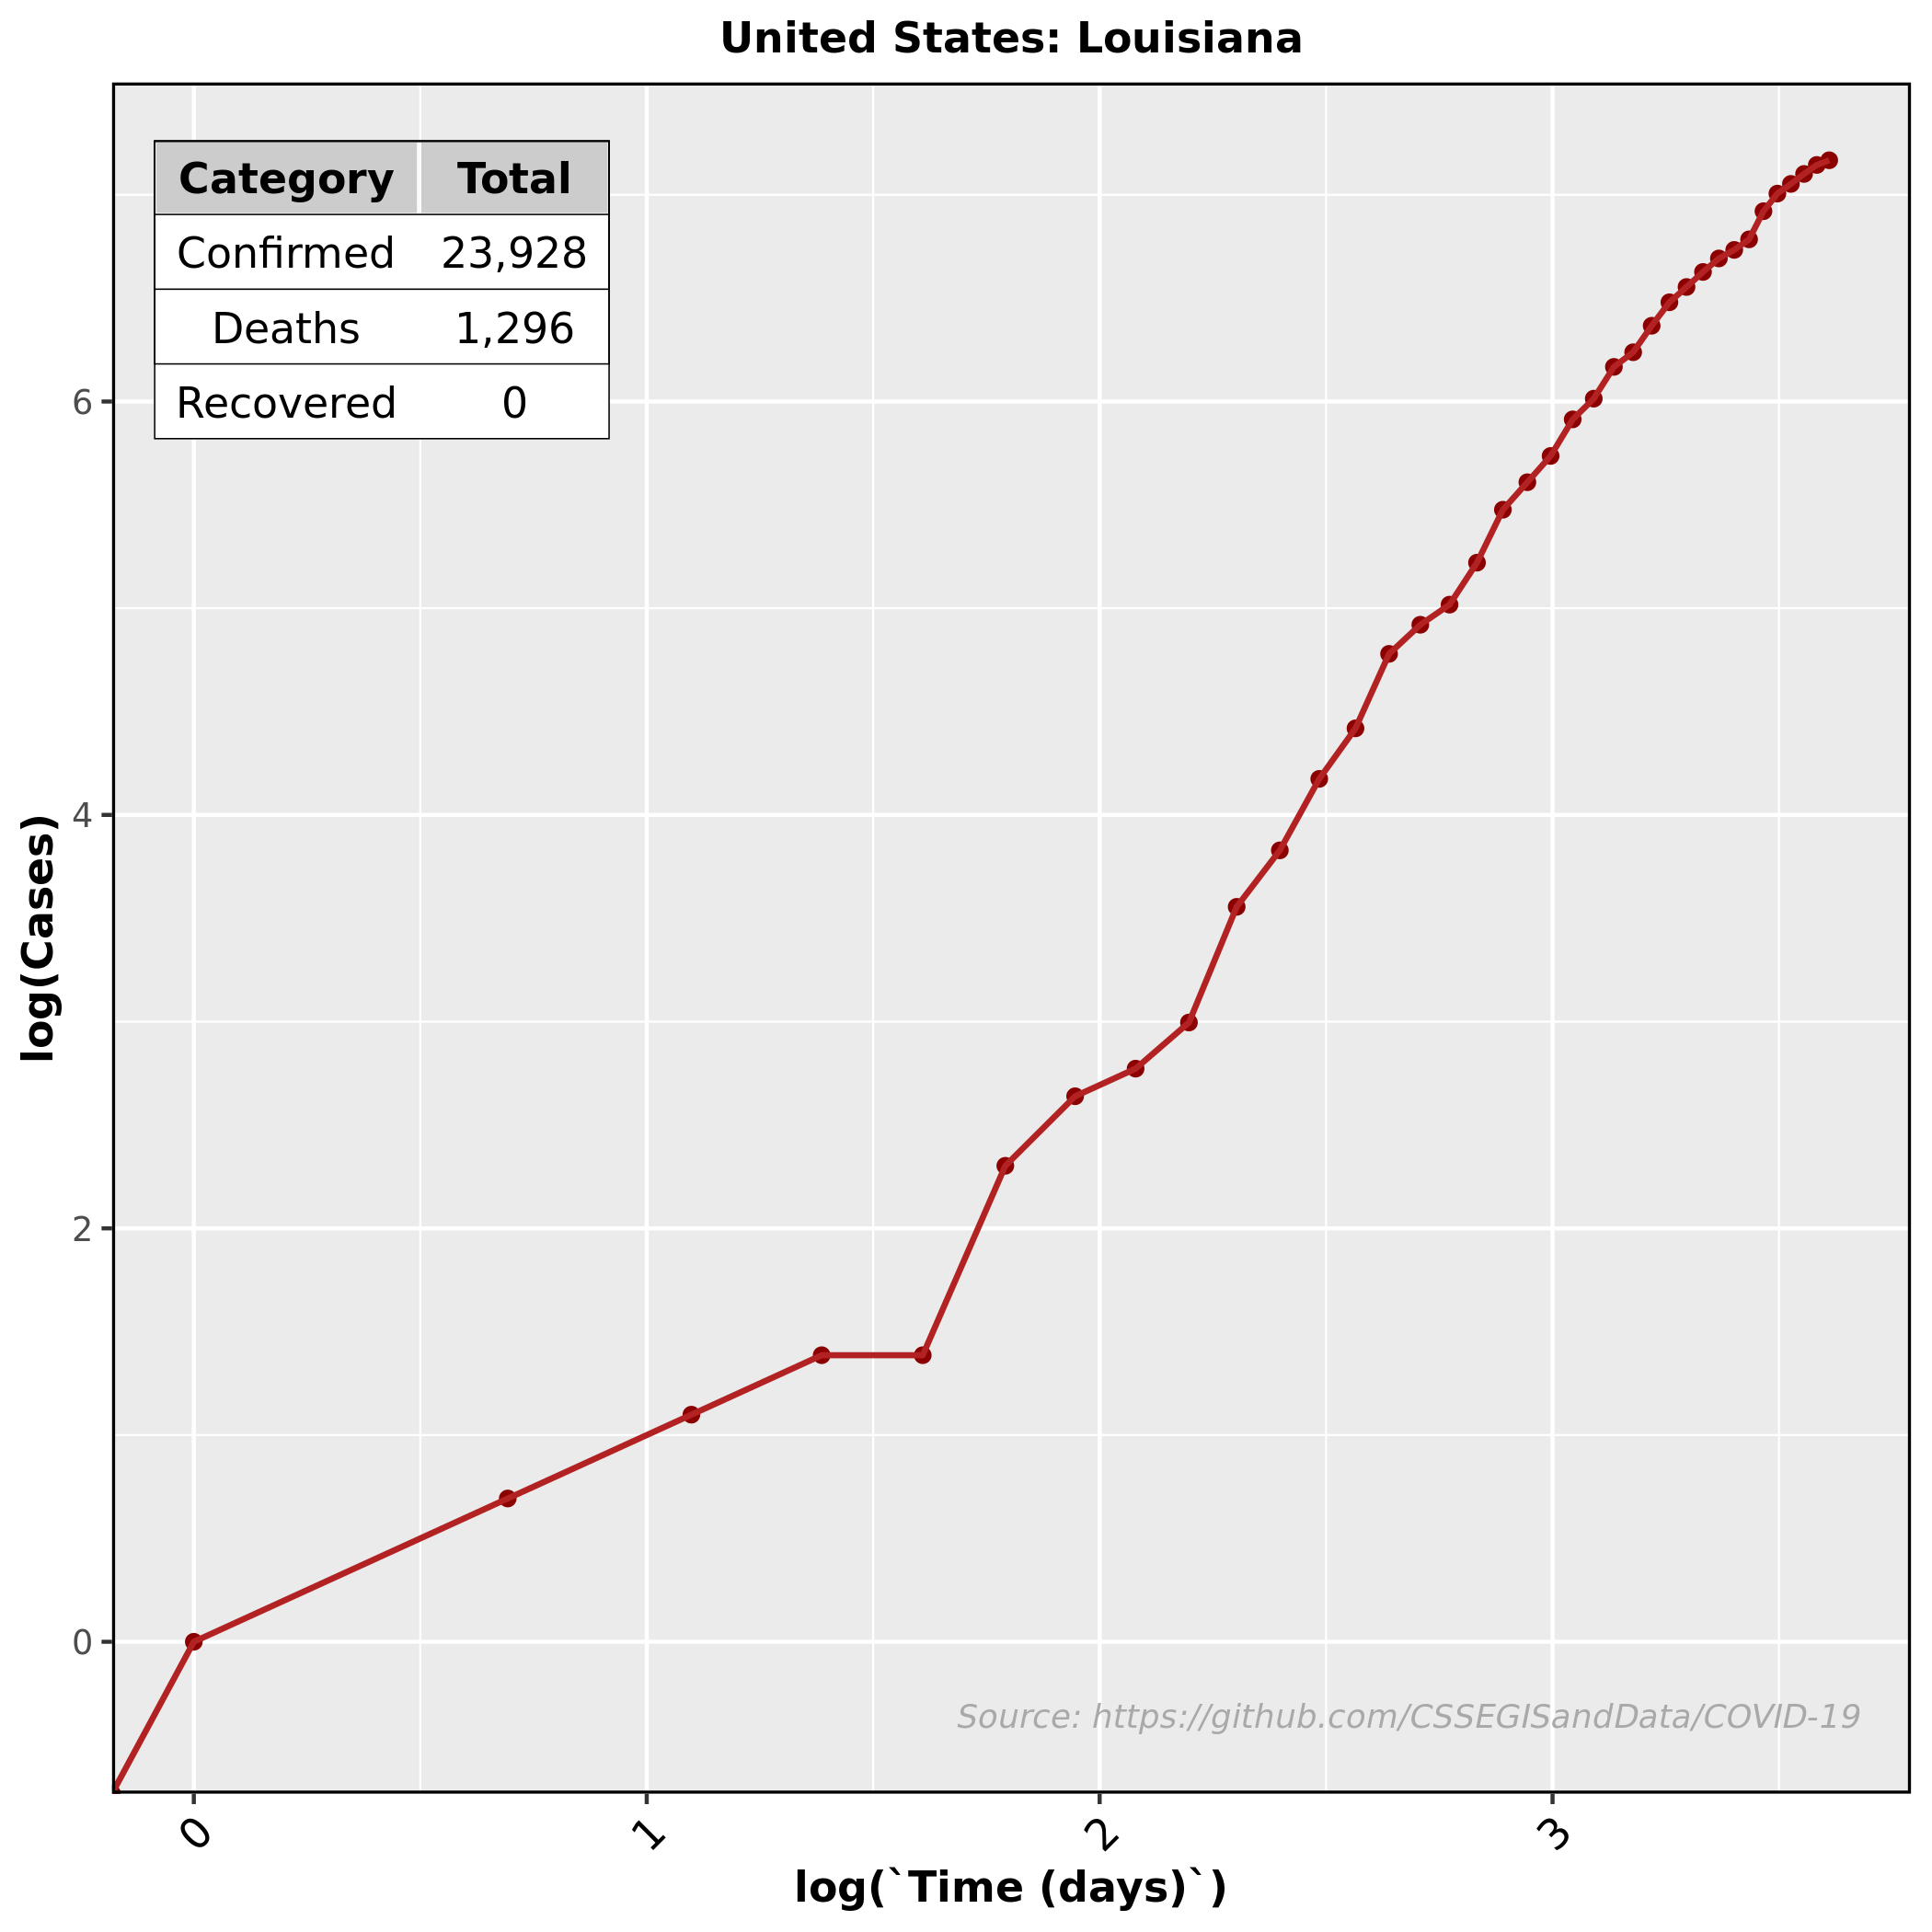 United States: Louisiana
Category Total
Confirmed 23,928
Deaths 1,296
Recovered 0
6
4
2
0
log(Cases)
Source: https://github.com/CSSEGISandData/COVID-19
0 1 2 3
log(`Time (days)`)